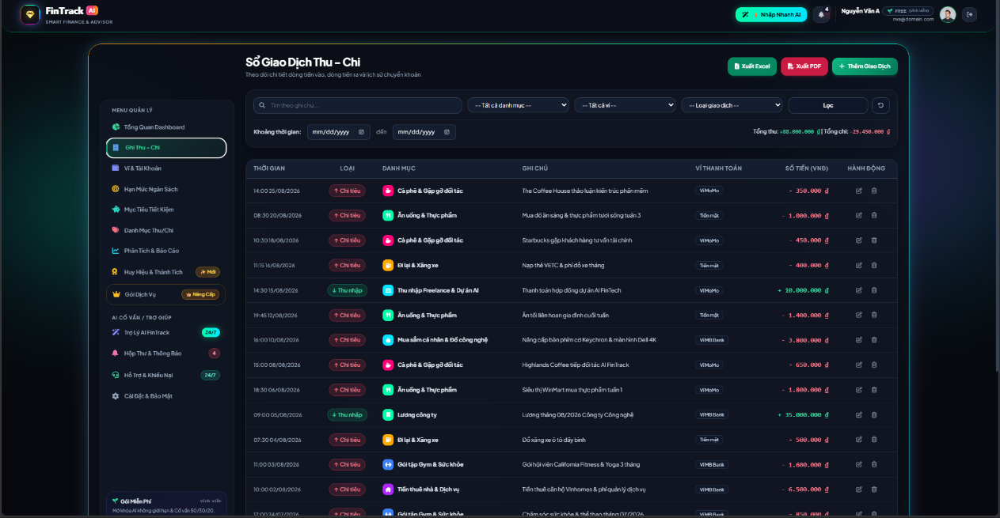 FinTrack AI
SMART FINANCE & ADVISOR
Nhập Nhanh AI
4
Nguyễn Văn A FREE (Vĩnh viễn)
nva@domain.com
MENU QUẢN LÝ
Tổng Quan Dashboard
Ghi Thu - Chi
Ví & Tài Khoản
Hạn Mức Ngân Sách
Mục Tiêu Tiết Kiệm
Danh Mục Thu/Chi
Phân Tích & Báo Cáo
Huy Hiệu & Thành Tích Mới
Gói Dịch Vụ Nâng Cấp
AI CỐ VẤN / TRỢ GIÚP
Trợ Lý AI FinTrack 24/7
Hộp Thư & Thông Báo 4
Hỗ Trợ & Khiếu Nại 24/7
Cài Đặt & Bảo Mật
Gói Miễn Phí Vĩnh viễn
Mở khóa AI không giới hạn & Cố vấn 50/30/20.
Sổ Giao Dịch Thu - Chi
Theo dõi chi tiết dòng tiền vào, dòng tiền ra và lịch sử chuyển khoản
Xuất Excel
Xuất PDF
+ Thêm Giao Dịch
Tìm theo ghi chú...
-- Tất cả danh mục --
-- Tất cả ví --
-- Loại giao dịch --
Lọc
Khoảng thời gian: mm/dd/yyyy đến mm/dd/yyyy
Tổng thu: +88.000.000 ₫ | Tổng chi: -29.450.000 ₫
THỜI GIAN LOẠI DANH MỤC GHI CHÚ VÍ THANH TOÁN SỐ TIỀN (VNĐ) HÀNH ĐỘNG
14:00 25/08/2026 ↑ Chi tiêu Cà phê & Gặp gỡ đối tác The Coffee House thảo luận kiến trúc phần mềm Ví MoMo - 350.000 ₫
08:30 20/08/2026 ↑ Chi tiêu Ăn uống & Thực phẩm Mua đồ ăn sáng & thực phẩm tươi sống tuần 3 Tiền mặt - 1.000.000 ₫
10:30 18/08/2026 ↑ Chi tiêu Cà phê & Gặp gỡ đối tác Starbucks gặp khách hàng tư vấn tài chính Ví MoMo - 450.000 ₫
11:15 16/08/2026 ↑ Chi tiêu Đi lại & Xăng xe Nạp thẻ VETC & phí đỗ xe tháng Tiền mặt - 400.000 ₫
14:30 15/08/2026 ↓ Thu nhập Thu nhập Freelance & Dự án AI Thanh toán hợp đồng dự án AI FinTech Ví MoMo + 10.000.000 ₫
19:45 12/08/2026 ↑ Chi tiêu Ăn uống & Thực phẩm Ăn tối liên hoan gia đình cuối tuần Tiền mặt - 1.400.000 ₫
16:00 10/08/2026 ↑ Chi tiêu Mua sắm cá nhân & Đồ công nghệ Nâng cấp bàn phím cơ Keychron & màn hình Dell 4K Ví MB Bank - 3.800.000 ₫
15:00 08/08/2026 ↑ Chi tiêu Cà phê & Gặp gỡ đối tác Highlands Coffee tiếp đối tác AI FinTrack Ví MoMo - 650.000 ₫
18:30 06/08/2026 ↑ Chi tiêu Ăn uống & Thực phẩm Siêu thị WinMart mua thực phẩm tuần 1 Ví MoMo - 1.800.000 ₫
09:00 05/08/2026 ↓ Thu nhập Lương công ty Lương tháng 08/2026 Công ty Công nghệ Ví MB Bank + 35.000.000 ₫
07:30 04/08/2026 ↑ Chi tiêu Đi lại & Xăng xe Đổ xăng xe ô tô đầy bình Tiền mặt - 500.000 ₫
11:00 03/08/2026 ↑ Chi tiêu Gói tập Gym & Sức khỏe Gói hội viên California Fitness & Yoga 3 tháng Ví MB Bank - 1.600.000 ₫
10:00 02/08/2026 ↑ Chi tiêu Tiền thuê nhà & Dịch vụ Tiền thuê căn hộ Vinhomes & phí quản lý dịch vụ Ví MB Bank - 6.500.000 ₫
17:00 24/07/2026 ↑ Chi tiêu Gói tập Gym & Sức khỏe Chăm sóc sức khỏe & thể thao tháng 07/2026 Ví MB Bank - 850.000 ₫